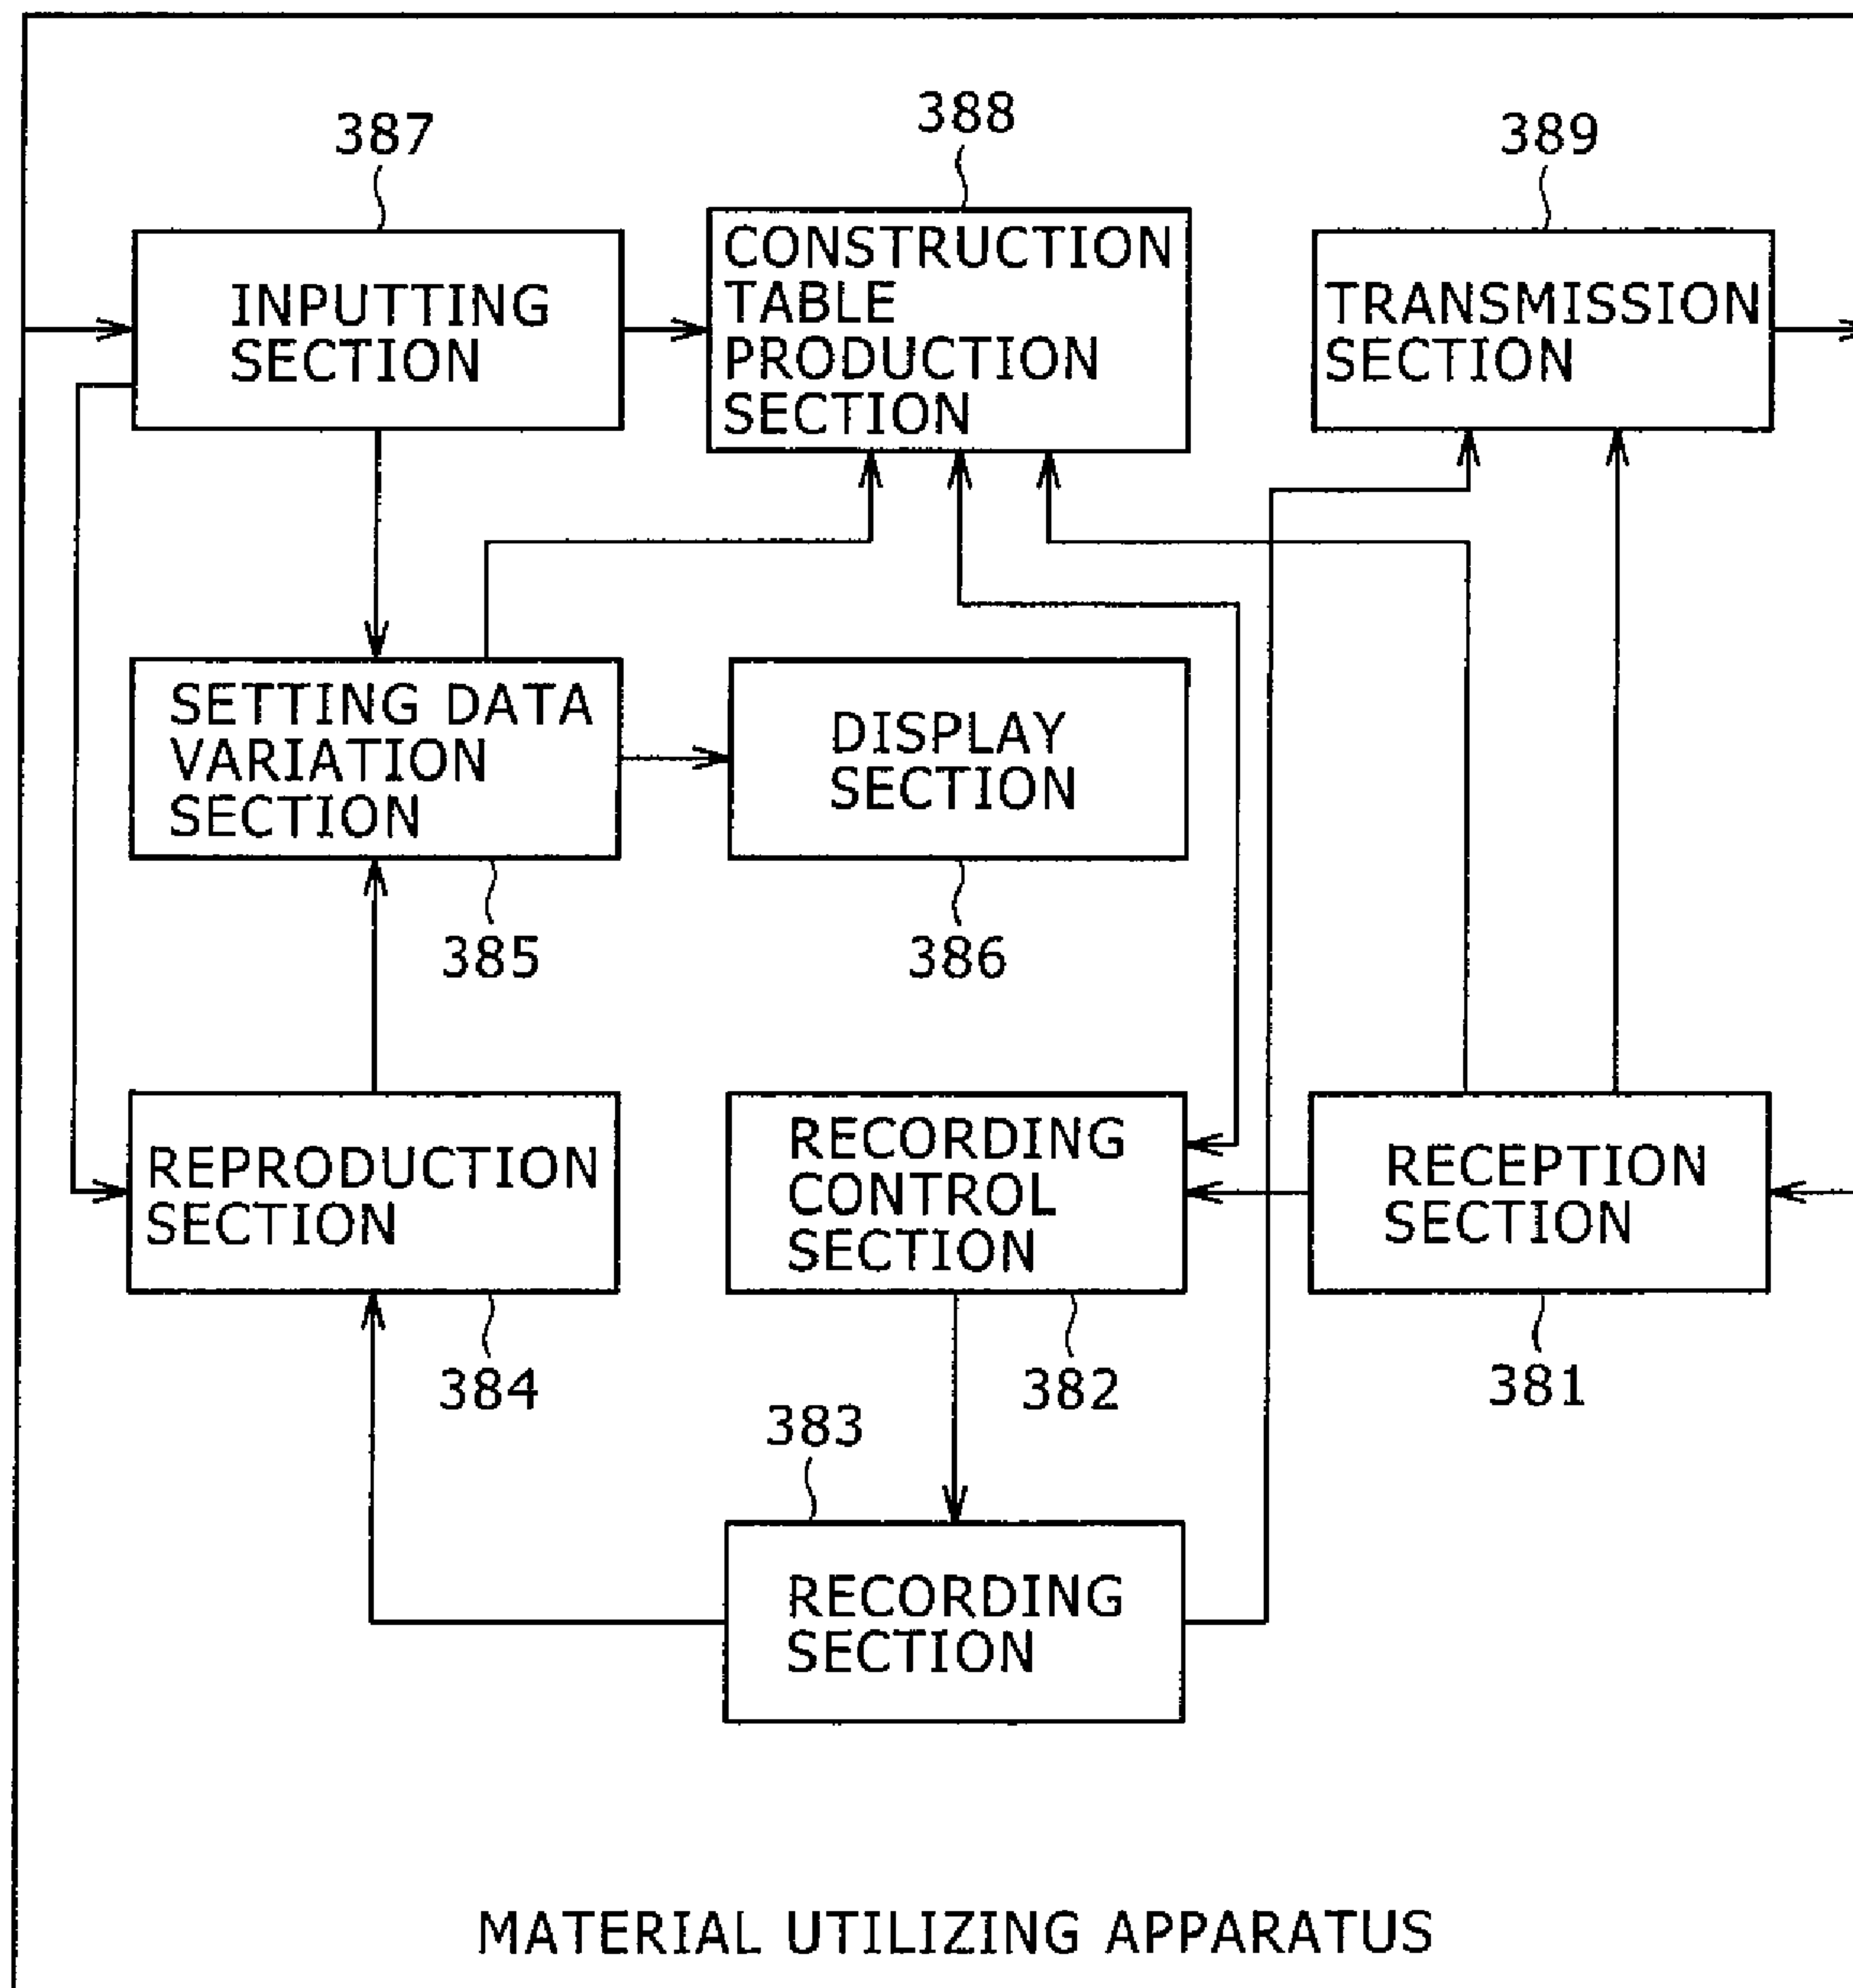 387
388
389
INPUTTING
SECTION
CONSTRUCTION
TABLE
PRODUCTION
SECTION
TRANSMISSION
SECTION
SETTING DATA
VARIATION
SECTION
DISPLAY
SECTION
385
386
REPRODUCTION
SECTION
RECORDING
CONTROL
SECTION
RECEPTION
SECTION
384
382
381
383
RECORDING
SECTION
MATERIAL UTILIZING APPARATUS